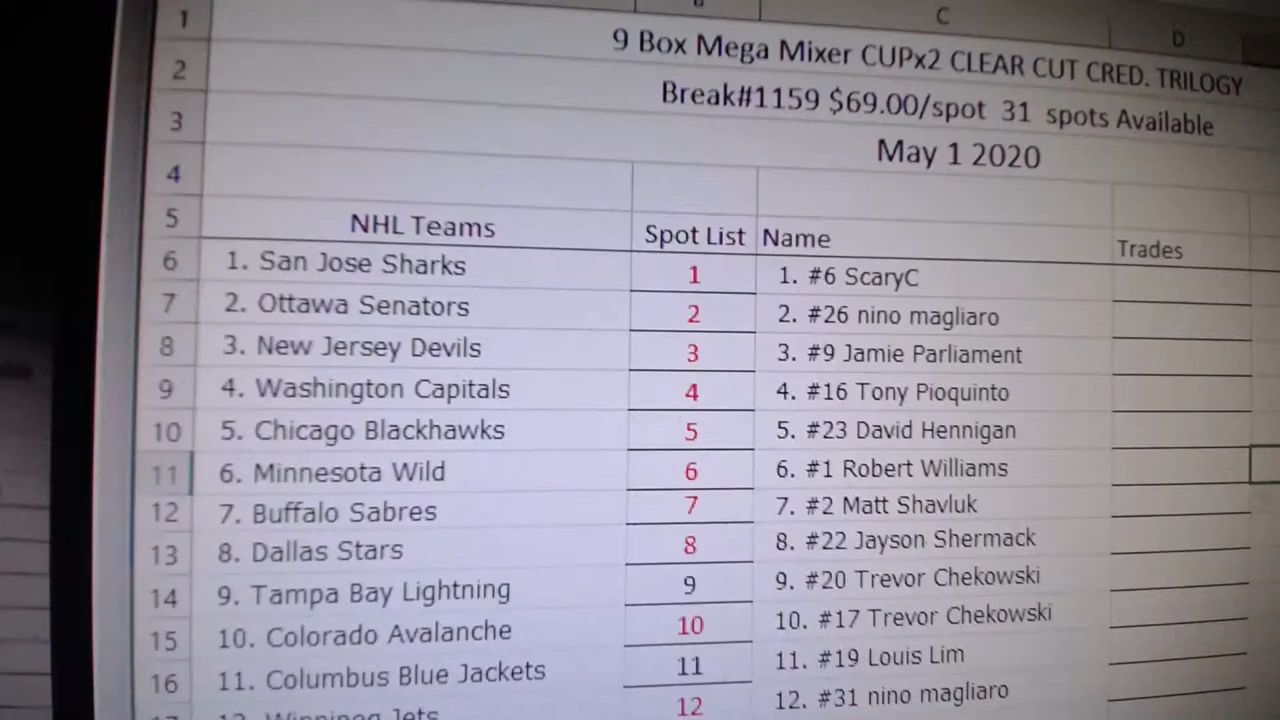 C D
1 9 Box Mega Mixer CUPx2 CLEAR CUT CRED. TRILOGY
2 Break#1159 $69.00/spot 31 spots Available
3 May 1 2020
4
5 NHL Teams Spot List Name Trades
6 1. San Jose Sharks 1 1. #6 ScaryC
7 2. Ottawa Senators 2 2. #26 nino magliaro
8 3. New Jersey Devils 3 3. #9 Jamie Parliament
9 4. Washington Capitals 4 4. #16 Tony Pioquinto
10 5. Chicago Blackhawks 5 5. #23 David Hennigan
11 6. Minnesota Wild 6 6. #1 Robert Williams
12 7. Buffalo Sabres 7 7. #2 Matt Shavluk
13 8. Dallas Stars 8 8. #22 Jayson Shermack
14 9. Tampa Bay Lightning 9 9. #20 Trevor Chekowski
15 10. Colorado Avalanche 10 10. #17 Trevor Chekowski
16 11. Columbus Blue Jackets 11 11. #19 Louis Lim
12. Winnipeg Jets 12 12. #31 nino magliaro